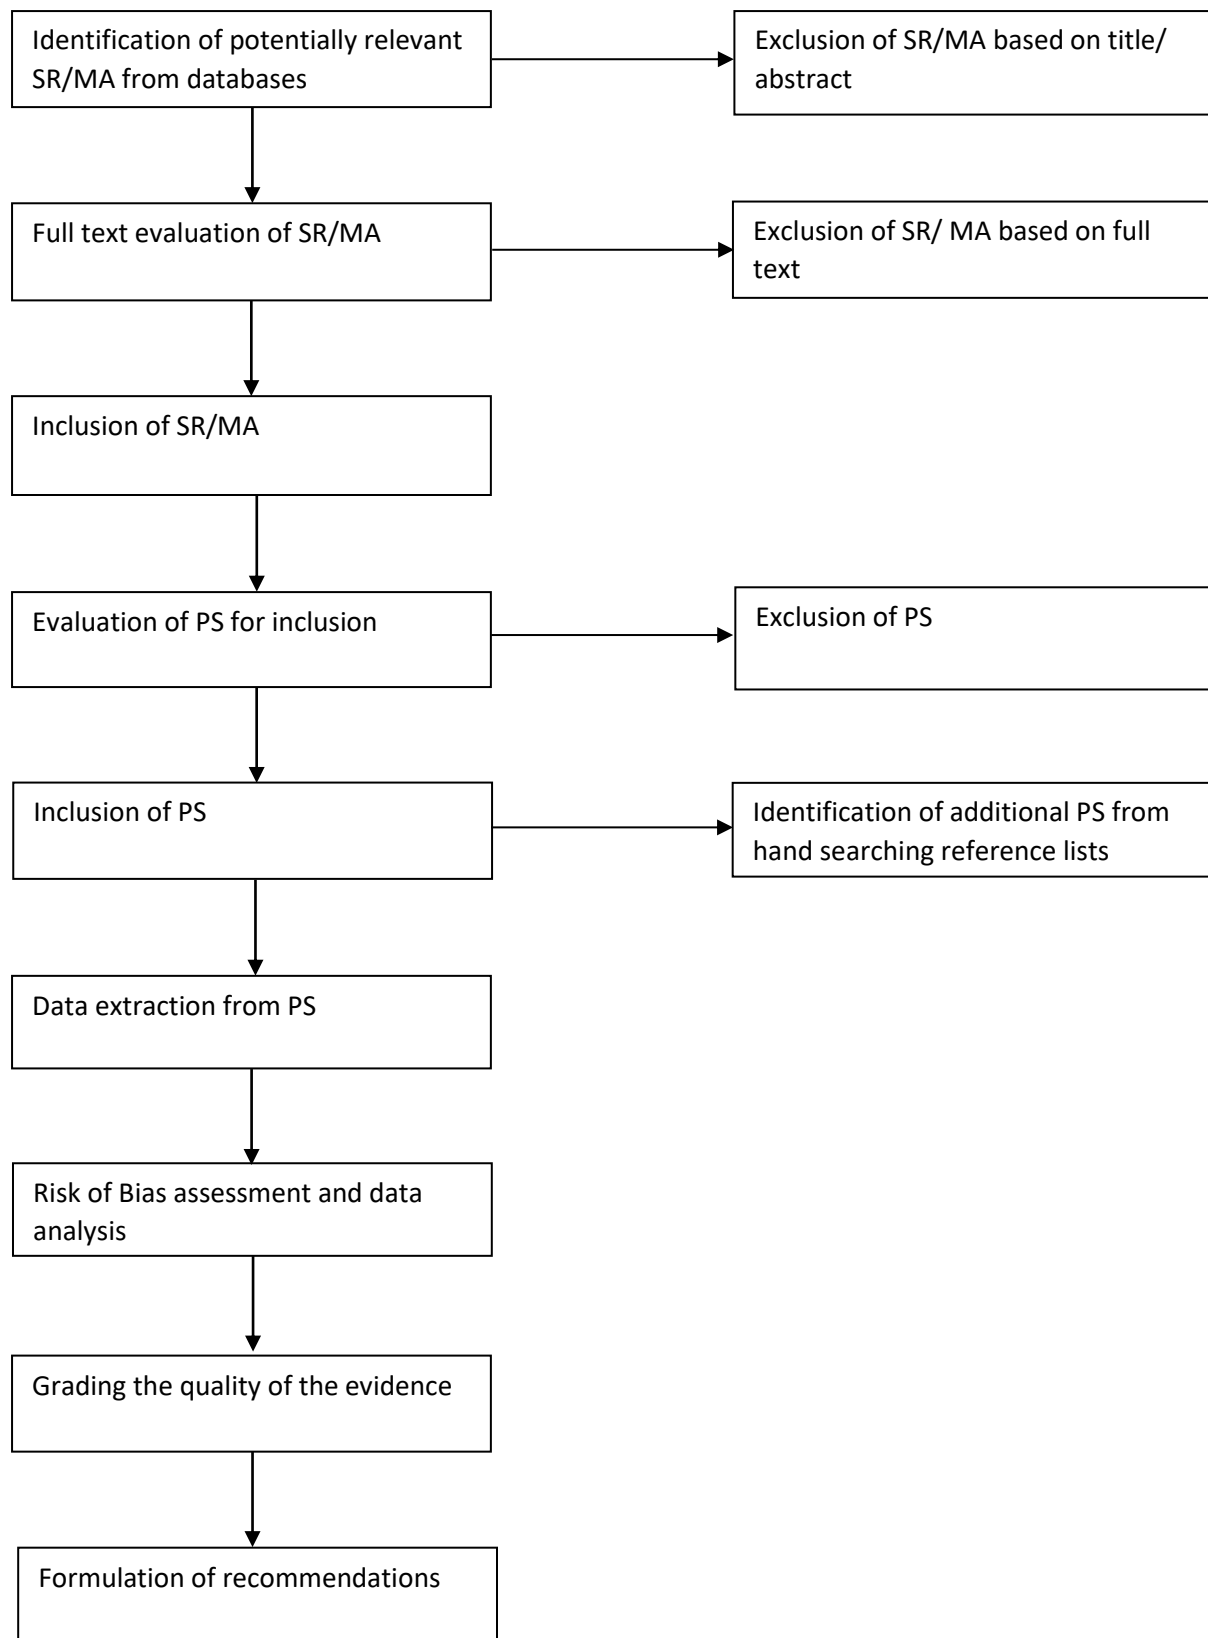 Identification of potentially relevant
SR/MA from databases
Exclusion of SR/MA based on title/
abstract
Full text evaluation of SR/MA
Exclusion of SR/ MA based on full
text
Inclusion of SR/MA
Evaluation of PS for inclusion
Exclusion of PS
Inclusion of PS
Identification of additional PS from
hand searching reference lists
Data extraction from PS
Risk of Bias assessment and data
analysis
Grading the quality of the evidence
Formulation of recommendations